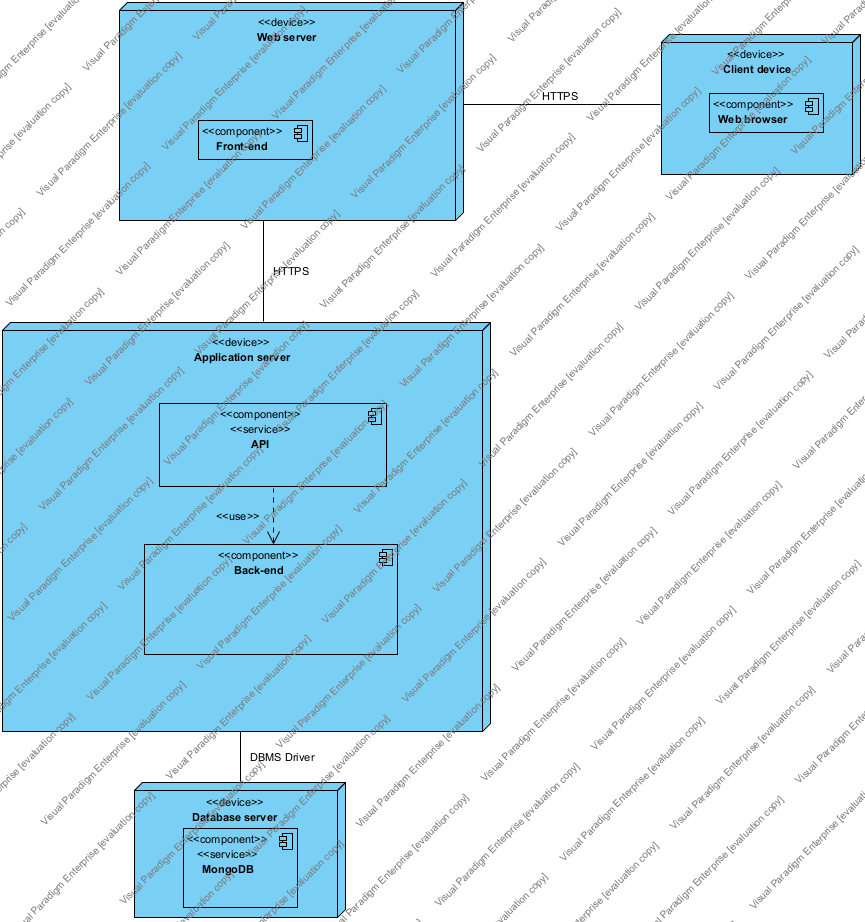 <<device>>
Web server
<<component>>
Front-end
HTTPS
<<device>>
Client device
<<component>>
Web browser
HTTPS
<<device>>
Application server
<<component>>
<<service>>
API
<<use>>
<<component>>
Back-end
DBMS Driver
<<device>>
Database server
<<component>>
<<service>>
MongoDB
Visual Paradigm Enterprise [evaluation copy]